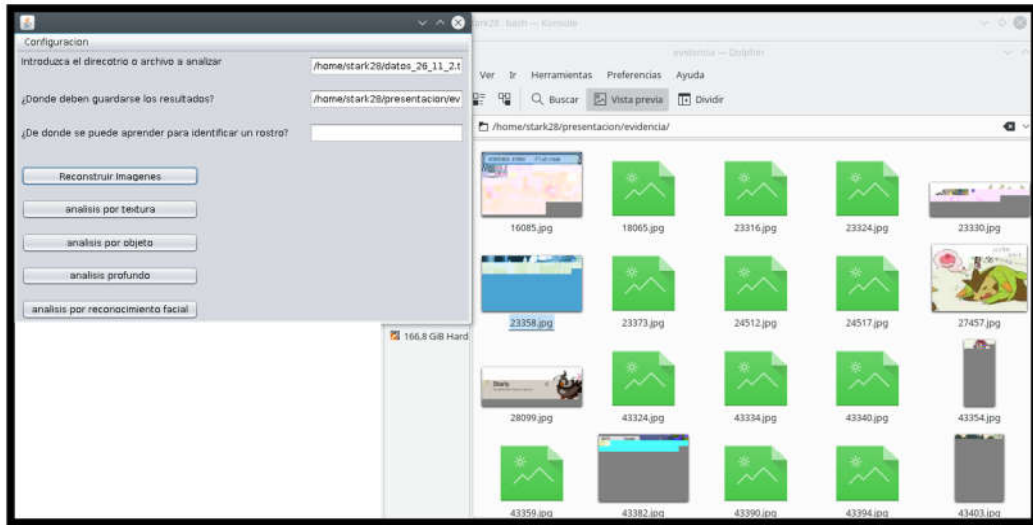 Configuracion
Introduzca el direcotrio o archivo a analizar
/home/stark28/datos_26_11_2.t
¿Donde deben guardarse los resultados?
/home/stark28/presentacion/ev
¿De donde se puede aprender para identificar un rostro?
Reconstruir Imagenes
analisis por textura
analisis por objeto
analisis profundo
analisis por reconocimiento facial
bash — Konsole
evidencia — Dolphin
Ver Ir Herramientas Preferencias Ayuda
Buscar Vista previa Dividir
/home/stark28/presentacion/evidencia/
16085.jpg 18065.jpg 23316.jpg 23324.jpg 23330.jpg
23358.jpg 23373.jpg 24512.jpg 24517.jpg 27457.jpg
166,8 GiB Hard
28099.jpg 43324.jpg 43334.jpg 43340.jpg 43354.jpg
43359.jpg 43382.jpg 43390.jpg 43394.jpg 43403.jpg